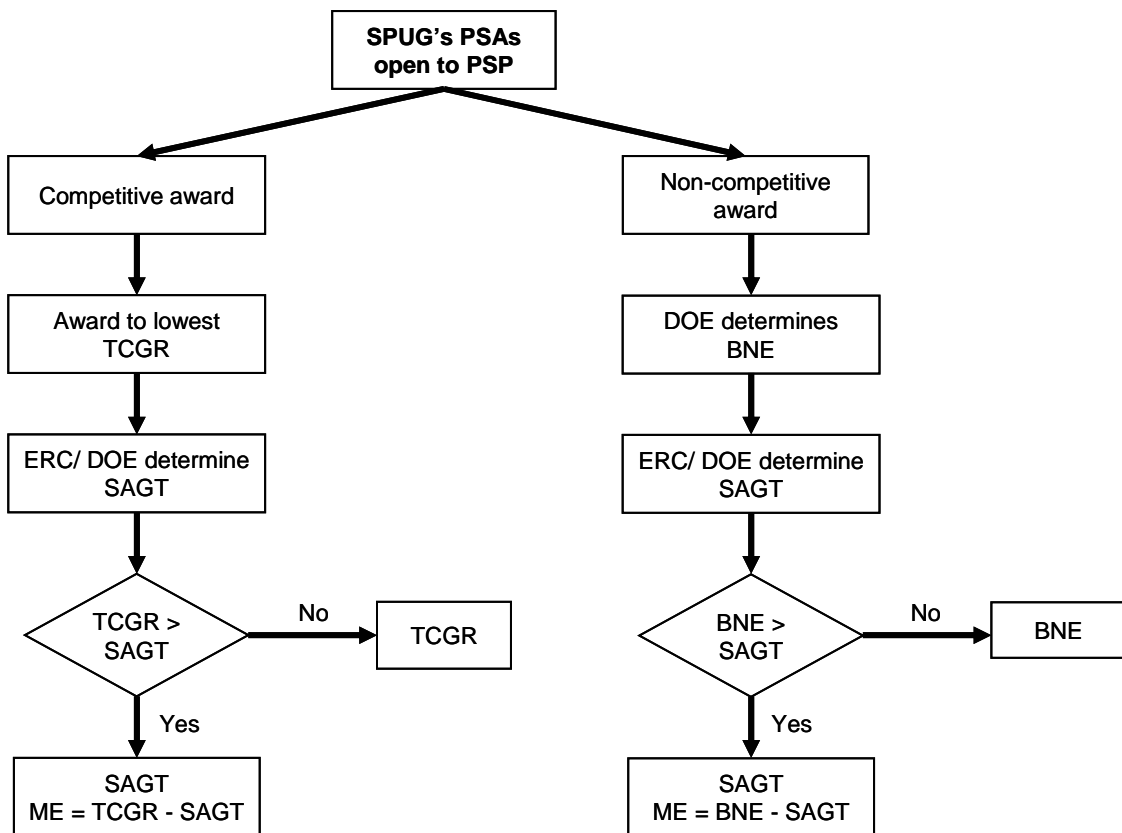 SPUG's PSAs
open to PSP
Competitive award
Non-competitive
award
Award to lowest
TCGR
DOE determines
BNE
ERC/ DOE determine
SAGT
ERC/ DOE determine
SAGT
TCGR >
SAGT
No
TCGR
BNE >
SAGT
No
BNE
Yes
Yes
SAGT
ME = TCGR - SAGT
SAGT
ME = BNE - SAGT